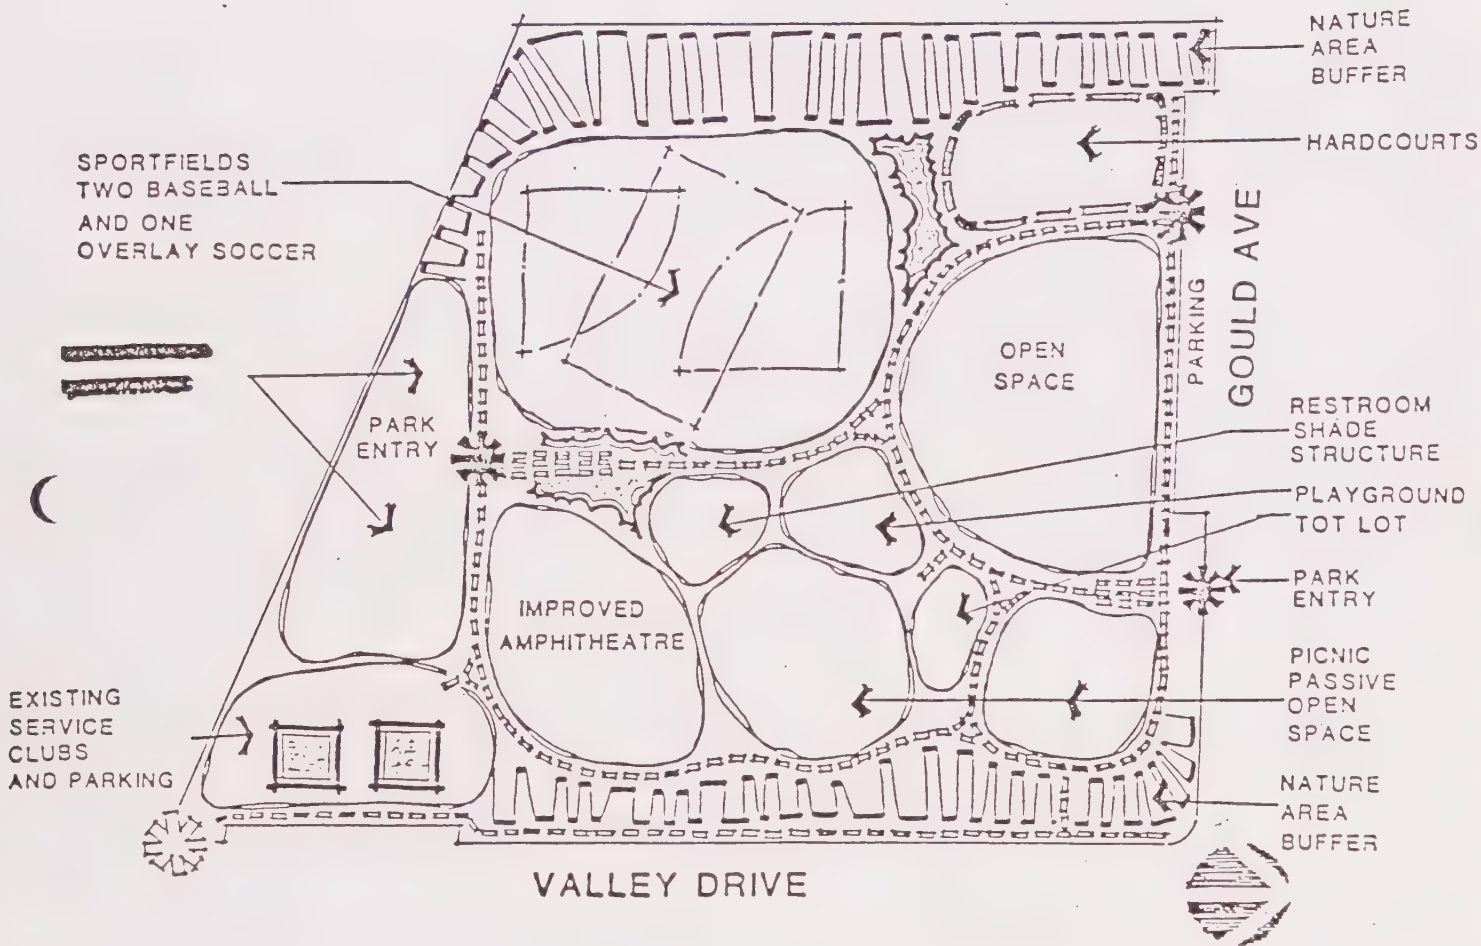 NATURE
AREA
BUFFER
HARDCOURTS
SPORTFIELDS
TWO BASEBALL
AND ONE
OVERLAY SOCCER
GOULD AVE
PARKING
OPEN
SPACE
PARK
ENTRY
RESTROOM
SHADE
STRUCTURE
PLAYGROUND
TOT LOT
PARK
ENTRY
IMPROVED
AMPHITHEATRE
PICNIC
PASSIVE
OPEN
SPACE
EXISTING
SERVICE
CLUBS
AND PARKING
NATURE
AREA
BUFFER
VALLEY DRIVE